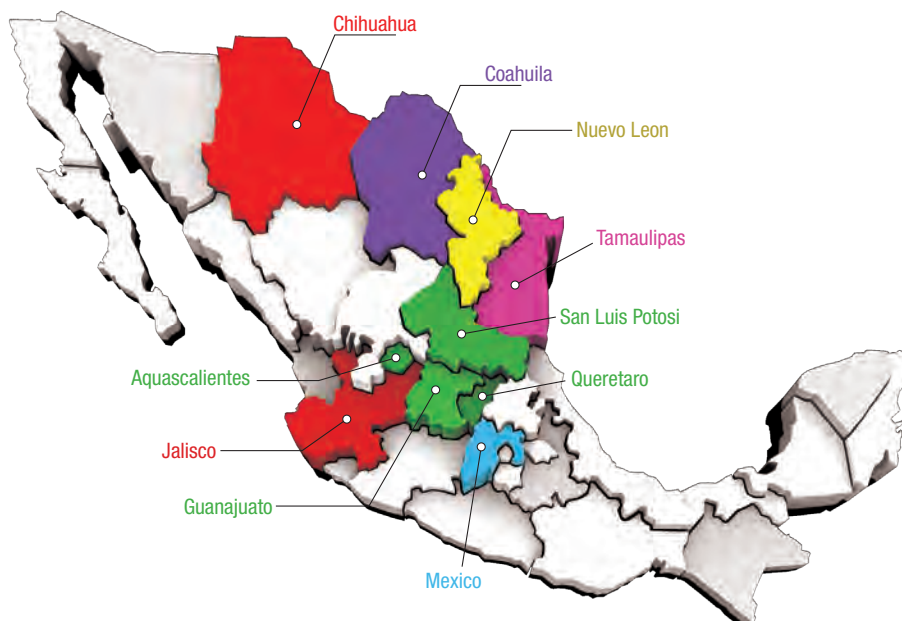 Chihuahua
Coahuila
Nuevo Leon
Tamaulipas
San Luis Potosi
Aquascalientes
Queretaro
Jalisco
Guanajuato
Mexico